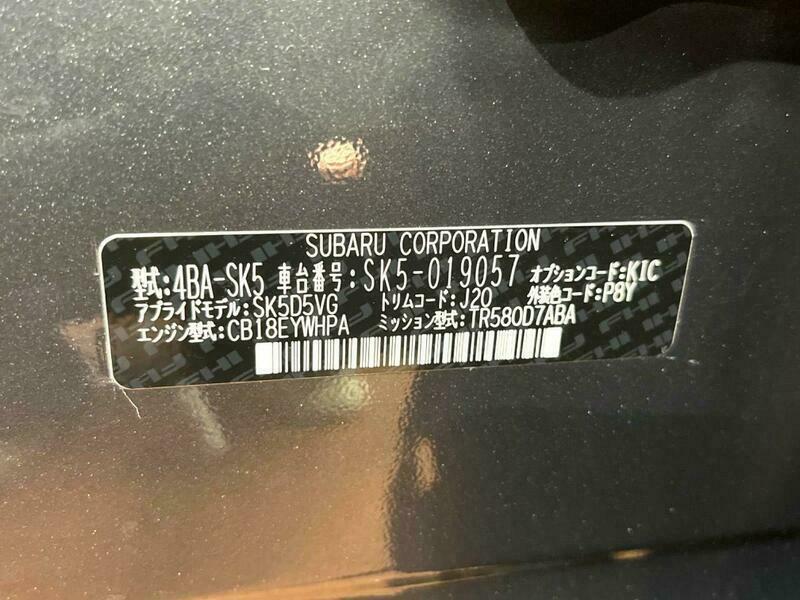 SUBARU CORPORATION
型式:4BA-SK5 車台番号:SK5-019057 オプションコード:KIC
アプライドモデル:SK5D5VG トリムコード:J20 外装色コード:P8Y
エンジン型式:CB18EYWHPA ミッション型式:TR580D7ABA